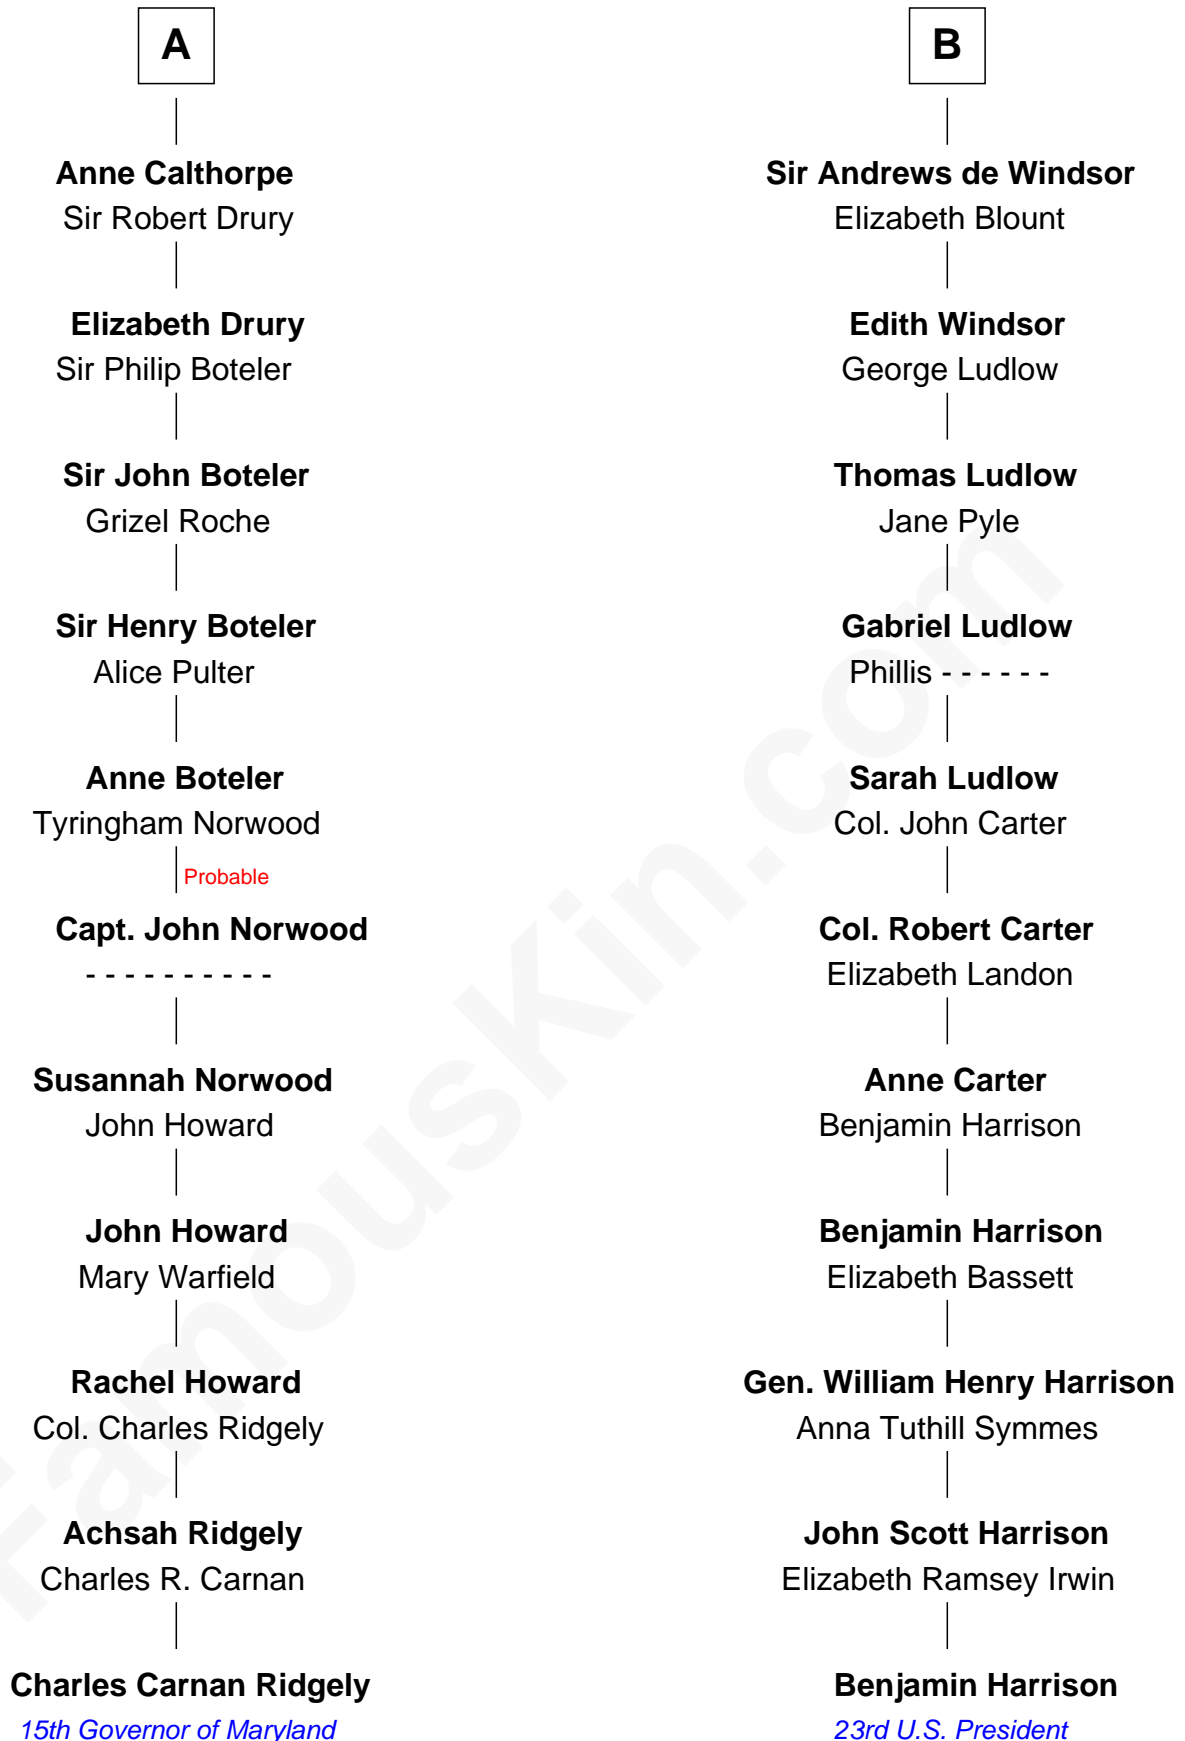 A
Anne Calthorpe
Sir Robert Drury
Elizabeth Drury
Sir Philip Boteler
Sir John Boteler
Grizel Roche
Sir Henry Boteler
Alice Pulter
Anne Boteler
Tyringham Norwood
Probable
Capt. John Norwood
- - - - - - - - - -
Susannah Norwood
John Howard
John Howard
Mary Warfield
Rachel Howard
Col. Charles Ridgely
Achsah Ridgely
Charles R. Carnan
Charles Carnan Ridgely
15th Governor of Maryland
B
Sir Andrews de Windsor
Elizabeth Blount
Edith Windsor
George Ludlow
Thomas Ludlow
Jane Pyle
Gabriel Ludlow
Phillis - - - - - -
Sarah Ludlow
Col. John Carter
Col. Robert Carter
Elizabeth Landon
Anne Carter
Benjamin Harrison
Benjamin Harrison
Elizabeth Bassett
Gen. William Henry Harrison
Anna Tuthill Symmes
John Scott Harrison
Elizabeth Ramsey Irwin
Benjamin Harrison
23rd U.S. President
FamousKin.com